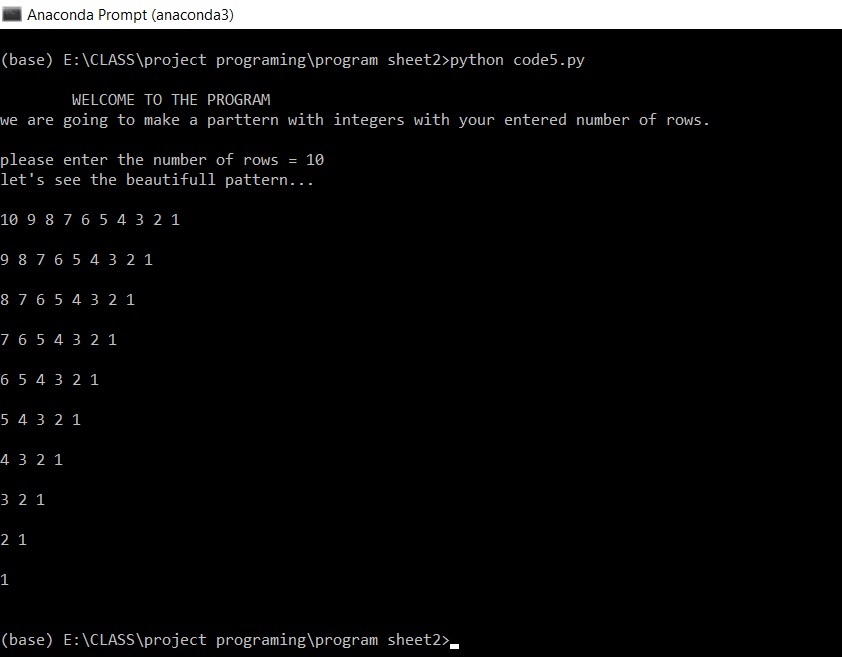 Anaconda Prompt (anaconda3)
(base) E:\CLASS\project programing\program sheet2>python code5.py
WELCOME TO THE PROGRAM
we are going to make a parttern with integers with your entered number of rows.
please enter the number of rows = 10
let's see the beautifull pattern...
10 9 8 7 6 5 4 3 2 1
9 8 7 6 5 4 3 2 1
8 7 6 5 4 3 2 1
7 6 5 4 3 2 1
6 5 4 3 2 1
5 4 3 2 1
4 3 2 1
3 2 1
2 1
1
(base) E:\CLASS\project programing\program sheet2>